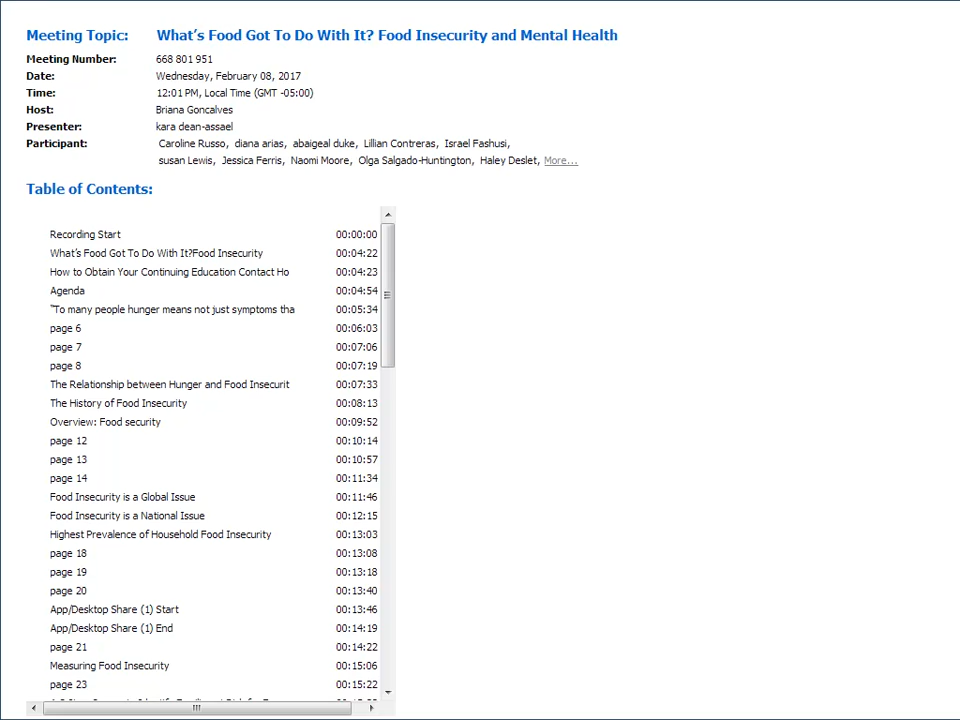 Meeting Topic: What's Food Got To Do With It? Food Insecurity and Mental Health
Meeting Number: 668 801 951
Date: Wednesday, February 08, 2017
Time: 12:01 PM, Local Time (GMT -05:00)
Host: Briana Goncalves
Presenter: kara dean-assael
Participant: Caroline Russo, diana arias, abaigeal duke, Lillian Contreras, Israel Fashusi,
susan Lewis, Jessica Ferris, Naomi Moore, Olga Salgado-Huntington, Haley Deslet, More...
Table of Contents:
Recording Start 00:00:00
What's Food Got To Do With It?Food Insecurity 00:04:22
How to Obtain Your Continuing Education Contact Ho 00:04:23
Agenda 00:04:54
"To many people hunger means not just symptoms tha 00:05:34
page 6 00:06:03
page 7 00:07:06
page 8 00:07:19
The Relationship between Hunger and Food Insecurit 00:07:33
The History of Food Insecurity 00:08:13
Overview: Food security 00:09:52
page 12 00:10:14
page 13 00:10:57
page 14 00:11:34
Food Insecurity is a Global Issue 00:11:46
Food Insecurity is a National Issue 00:12:15
Highest Prevalence of Household Food Insecurity 00:13:03
page 18 00:13:08
page 19 00:13:18
page 20 00:13:40
App/Desktop Share (1) Start 00:13:46
App/Desktop Share (1) End 00:14:19
page 21 00:14:22
Measuring Food Insecurity 00:15:06
page 23 00:15:22